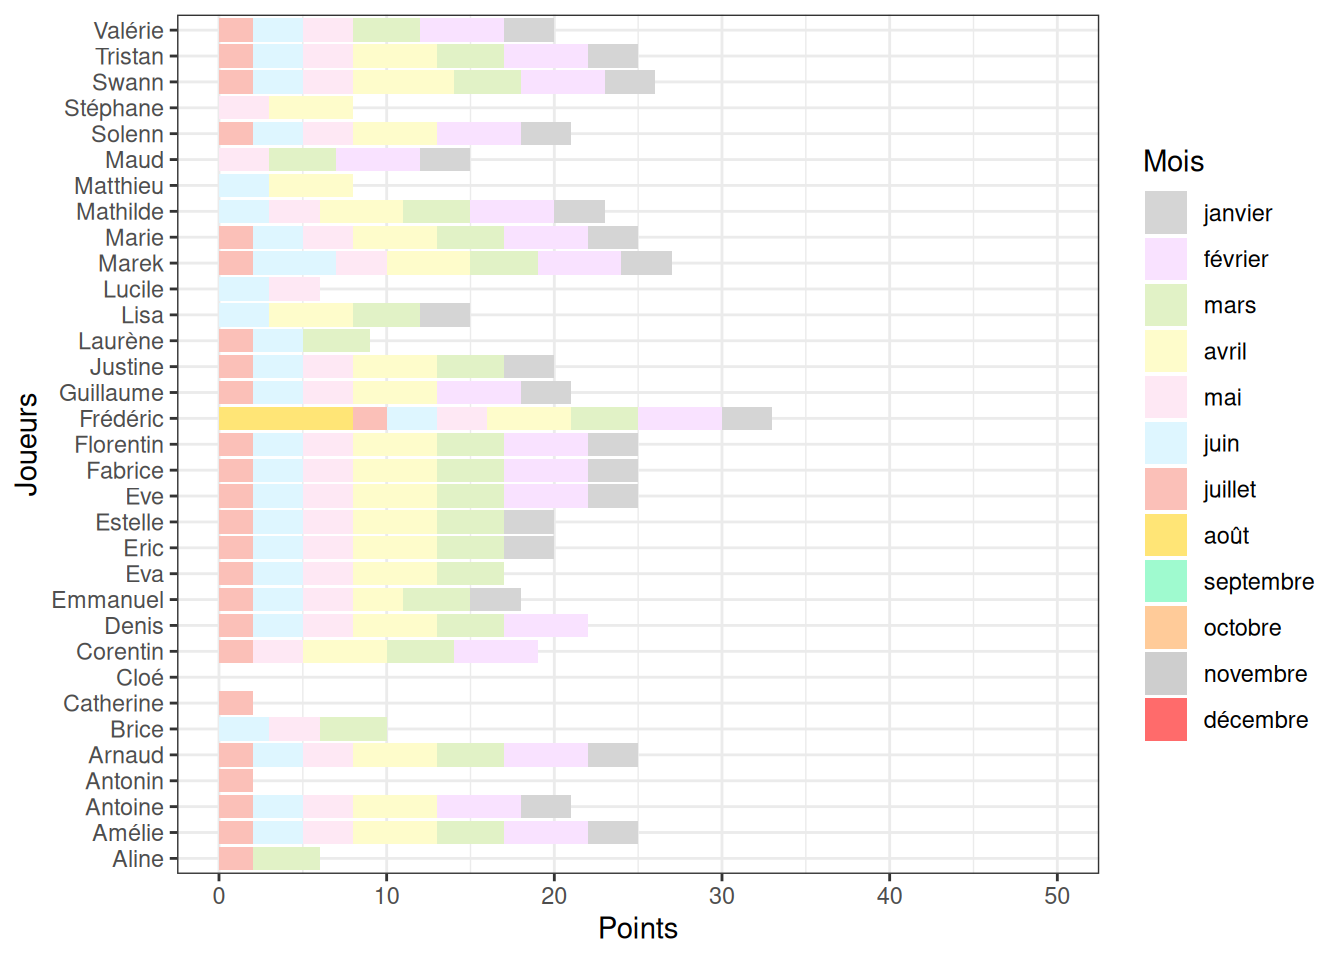 Joueurs
Valérie
Tristan
Swann
Stéphane
Solenn
Maud
Matthieu
Mathilde
Marie
Marek
Lucile
Lisa
Laurène
Justine
Guillaume
Frédéric
Florentin
Fabrice
Eve
Estelle
Eric
Eva
Emmanuel
Denis
Corentin
Cloé
Catherine
Brice
Arnaud
Antonin
Antoine
Amélie
Aline
0 10 20 30 40 50
Points
Mois
janvier
février
mars
avril
mai
juin
juillet
août
septembre
octobre
novembre
décembre